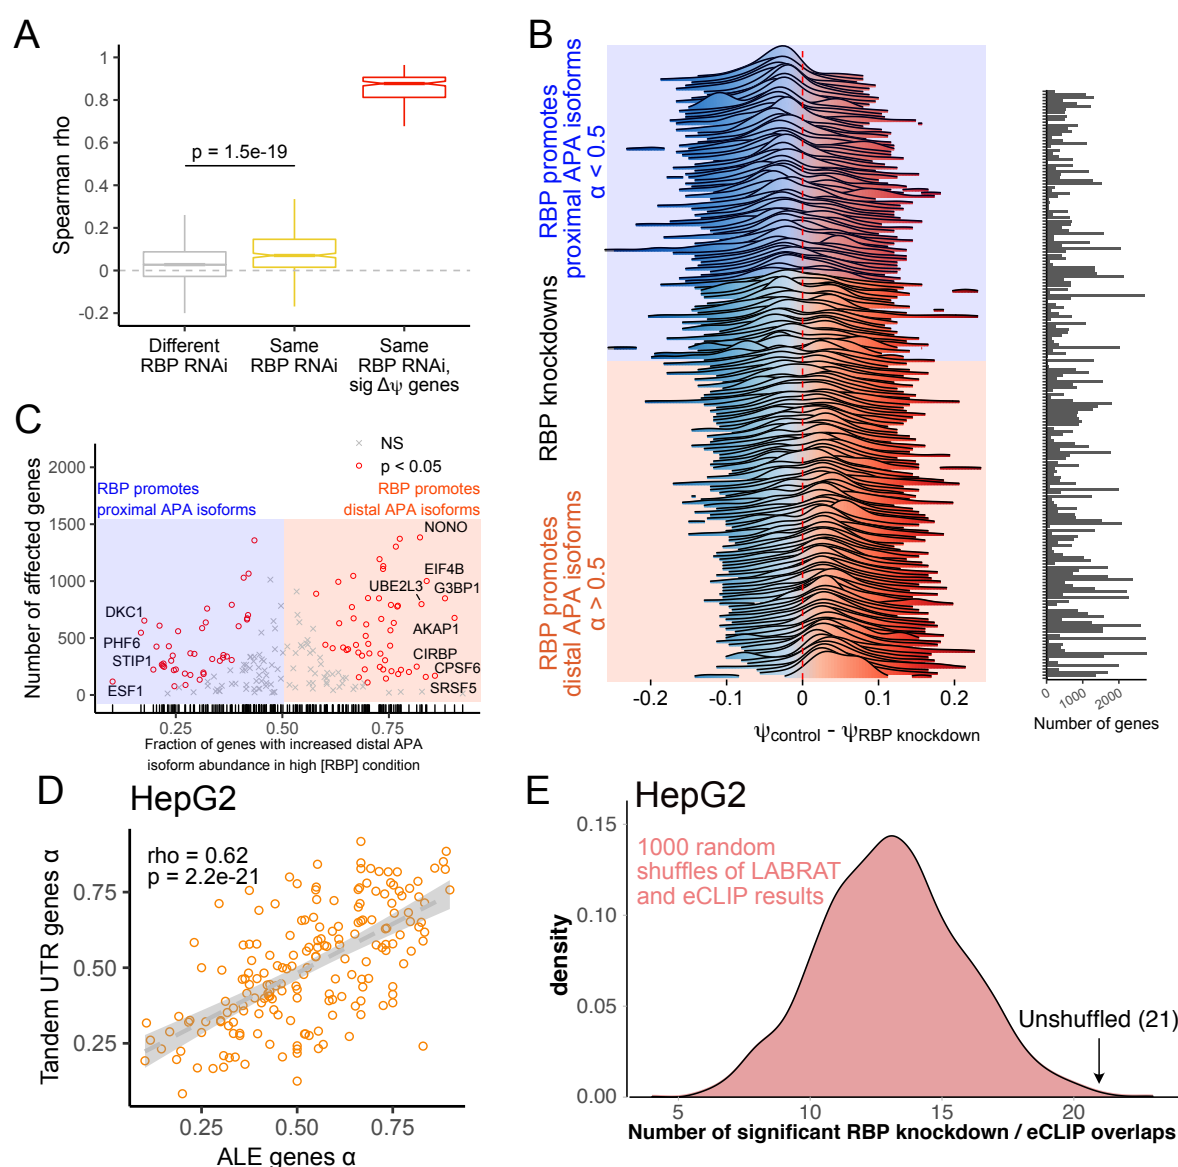 A
Spearman rho
1
0.8
0.6
0.4
0.2
0
-0.2
p = 1.5e-19
Different
RBP RNAi
Same
RBP RNAi
Same
RBP RNAi,
sig Δψ genes
B
RBP promotes
proximal APA isoforms
α < 0.5
RBP knockdowns
RBP promotes
distal APA isoforms
α > 0.5
-0.2
-0.1
0
0.1
0.2
ψcontrol - ψRBP knockdown
0
1000
2000
Number of genes
C
Number of affected genes
2000
1500
1000
500
0
NS
p < 0.05
RBP promotes
proximal APA isoforms
RBP promotes
distal APA isoforms
NONO
EIF4B
UBE2L3
G3BP1
DKC1
AKAP1
PHF6
STIP1
CIRBP
CPSF6
ESF1
SRSF5
0.25
0.50
0.75
Fraction of genes with increased distal APA
isoform abundance in high [RBP] condition
D
HepG2
rho = 0.62
p = 2.2e-21
Tandem UTR genes α
0.75
0.50
0.25
0.25
0.50
0.75
ALE genes α
E
HepG2
1000 random
shuffles of LABRAT
and eCLIP results
density
0.15
0.10
0.05
0.00
Unshuffled (21)
5
10
15
20
Number of significant RBP knockdown / eCLIP overlaps